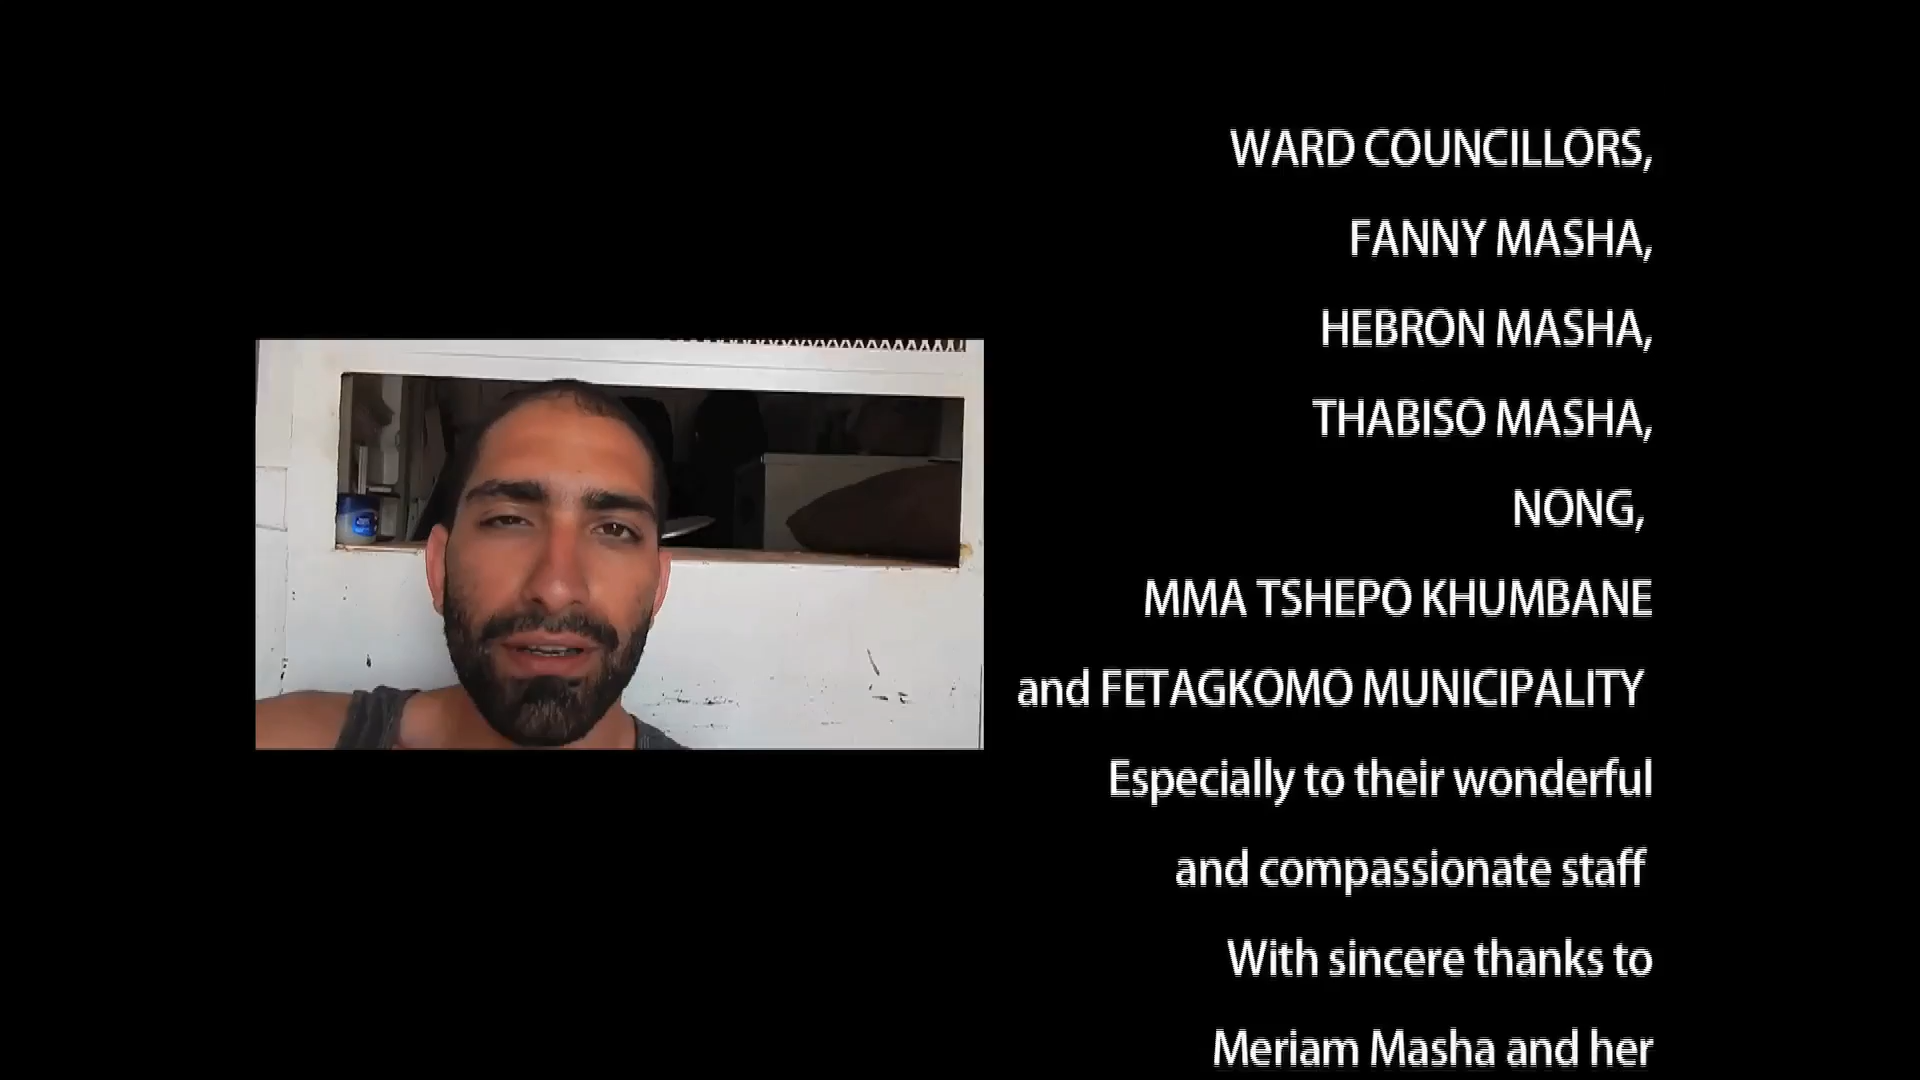 WARD COUNCILLORS,
FANNY MASHA,
HEBRON MASHA,
THABISO MASHA,
NONG,
MMA TSHEPO KHUMBANE
and FETAGKOMO MUNICIPALITY
Especially to their wonderful
and compassionate staff
With sincere thanks to
Meriam Masha and her